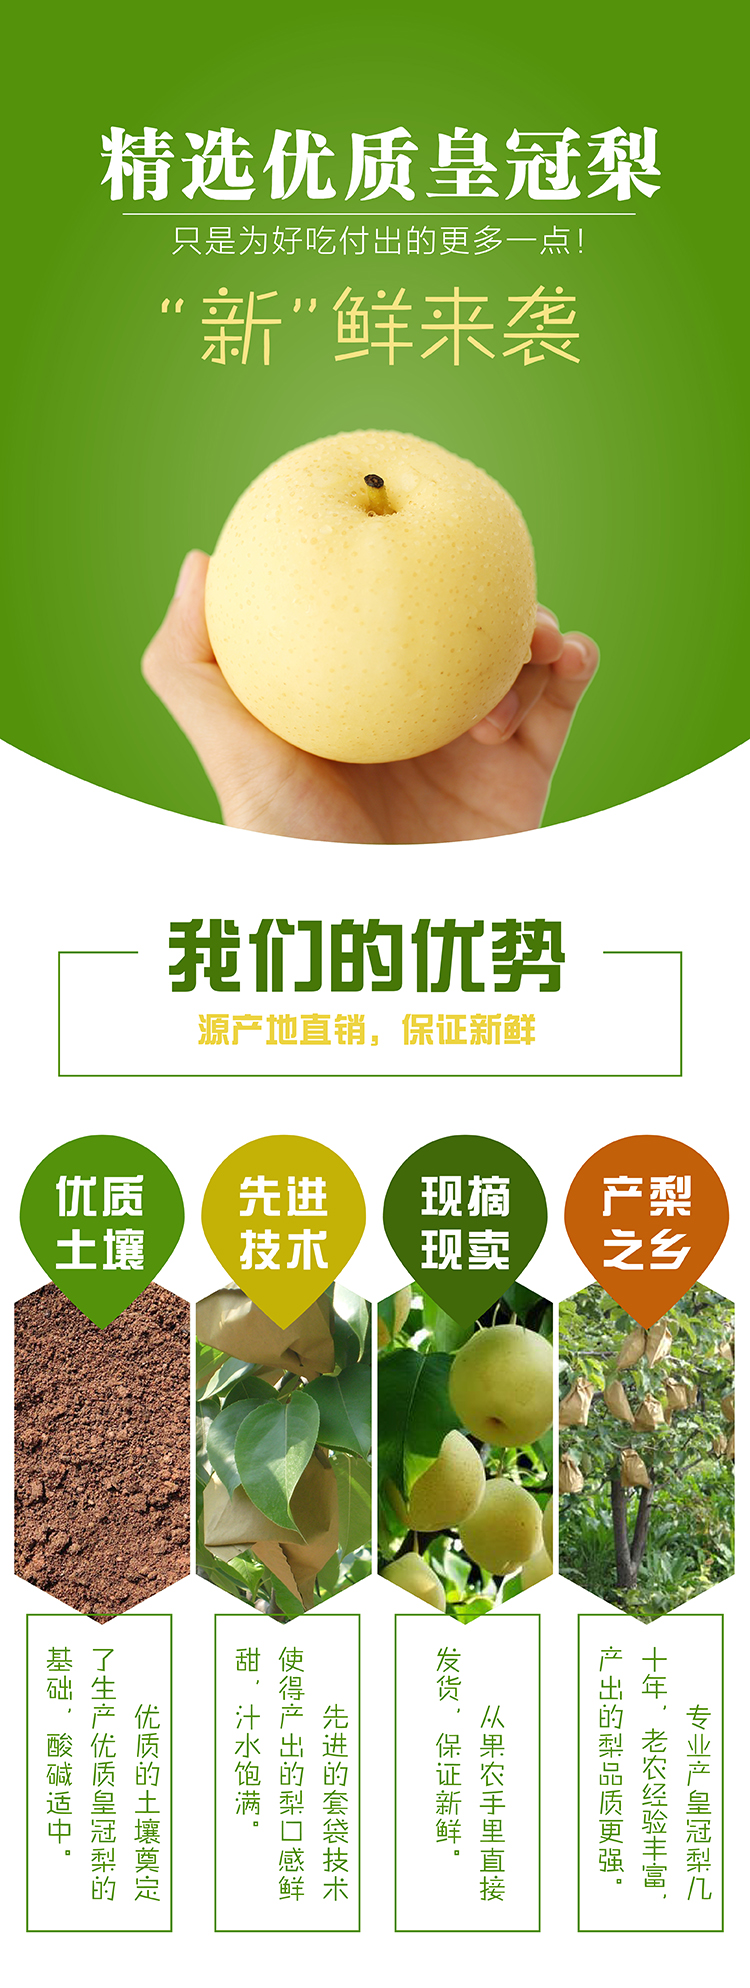 精选优质皇冠梨
只是为好吃付出的更多一点！
“新”鲜来袭
我们的优势
源产地直销，保证新鲜
优质
土壤
先进
技术
现摘
现卖
产梨
之乡
优质的土壤奠定
了生产优质皇冠梨的
基础，酸碱适中。
先进的套袋技术
使得产出的梨口感鲜
甜，汁水饱满。
从果农手里直接
发货，保证新鲜。
专业产皇冠梨几
十年，老农经验丰富，
产出的梨品质更强。